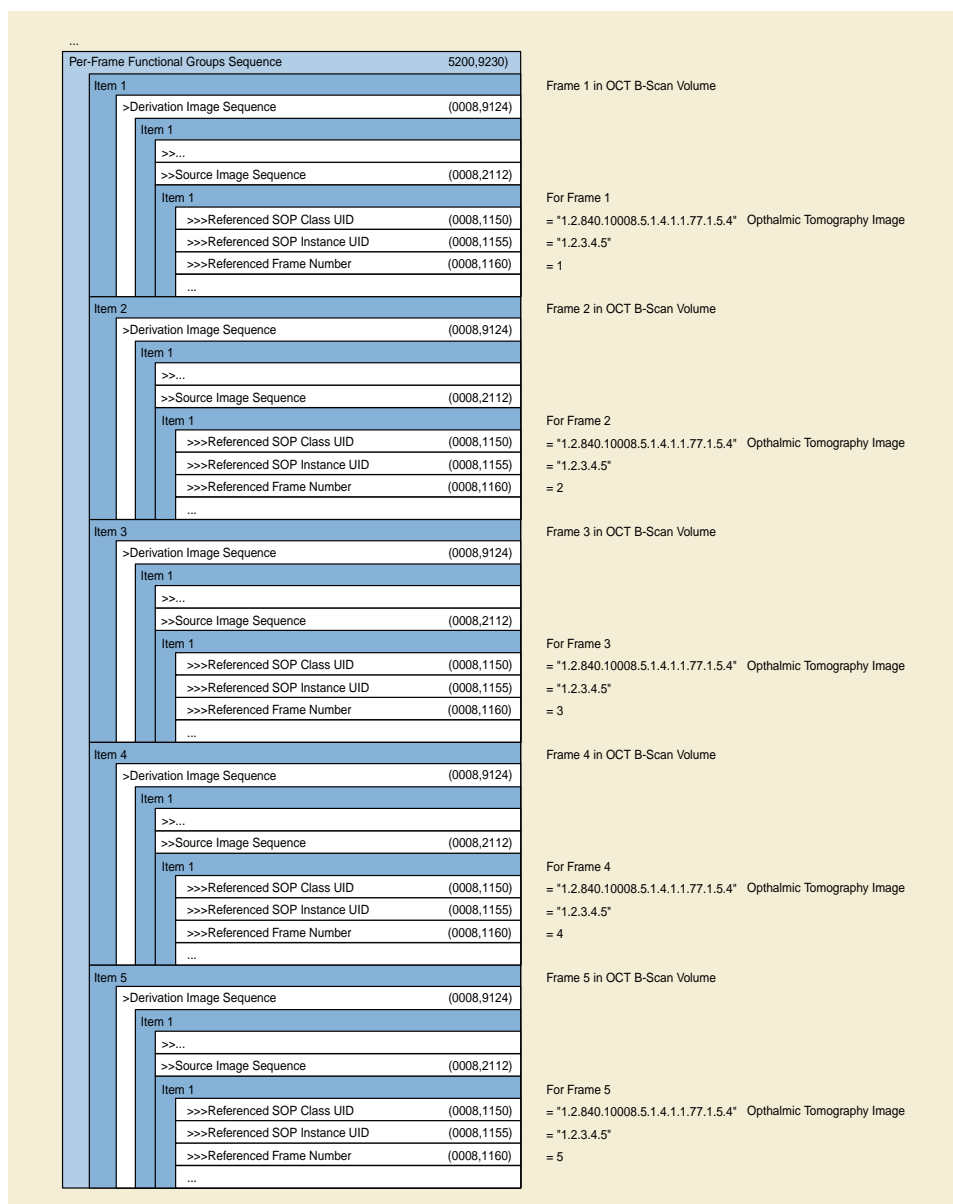 ...
Per-Frame Functional Groups Sequence 5200,9230)
Item 1 Frame 1 in OCT B-Scan Volume
>Derivation Image Sequence (0008,9124)
Item 1
>>...
>>Source Image Sequence (0008,2112)
Item 1 For Frame 1
>>>Referenced SOP Class UID (0008,1150) = "1.2.840.10008.5.1.4.1.1.77.1.5.4" Opthalmic Tomography Image
>>>Referenced SOP Instance UID (0008,1155) = "1.2.3.4.5"
>>>Referenced Frame Number (0008,1160) = 1
...
Item 2 Frame 2 in OCT B-Scan Volume
>Derivation Image Sequence (0008,9124)
Item 1
>>...
>>Source Image Sequence (0008,2112)
Item 1 For Frame 2
>>>Referenced SOP Class UID (0008,1150) = "1.2.840.10008.5.1.4.1.1.77.1.5.4" Opthalmic Tomography Image
>>>Referenced SOP Instance UID (0008,1155) = "1.2.3.4.5"
>>>Referenced Frame Number (0008,1160) = 2
...
Item 3 Frame 3 in OCT B-Scan Volume
>Derivation Image Sequence (0008,9124)
Item 1
>>...
>>Source Image Sequence (0008,2112)
Item 1 For Frame 3
>>>Referenced SOP Class UID (0008,1150) = "1.2.840.10008.5.1.4.1.1.77.1.5.4" Opthalmic Tomography Image
>>>Referenced SOP Instance UID (0008,1155) = "1.2.3.4.5"
>>>Referenced Frame Number (0008,1160) = 3
...
Item 4 Frame 4 in OCT B-Scan Volume
>Derivation Image Sequence (0008,9124)
Item 1
>>...
>>Source Image Sequence (0008,2112)
Item 1 For Frame 4
>>>Referenced SOP Class UID (0008,1150) = "1.2.840.10008.5.1.4.1.1.77.1.5.4" Opthalmic Tomography Image
>>>Referenced SOP Instance UID (0008,1155) = "1.2.3.4.5"
>>>Referenced Frame Number (0008,1160) = 4
...
Item 5 Frame 5 in OCT B-Scan Volume
>Derivation Image Sequence (0008,9124)
Item 1
>>...
>>Source Image Sequence (0008,2112)
Item 1 For Frame 5
>>>Referenced SOP Class UID (0008,1150) = "1.2.840.10008.5.1.4.1.1.77.1.5.4" Opthalmic Tomography Image
>>>Referenced SOP Instance UID (0008,1155) = "1.2.3.4.5"
>>>Referenced Frame Number (0008,1160) = 5
...